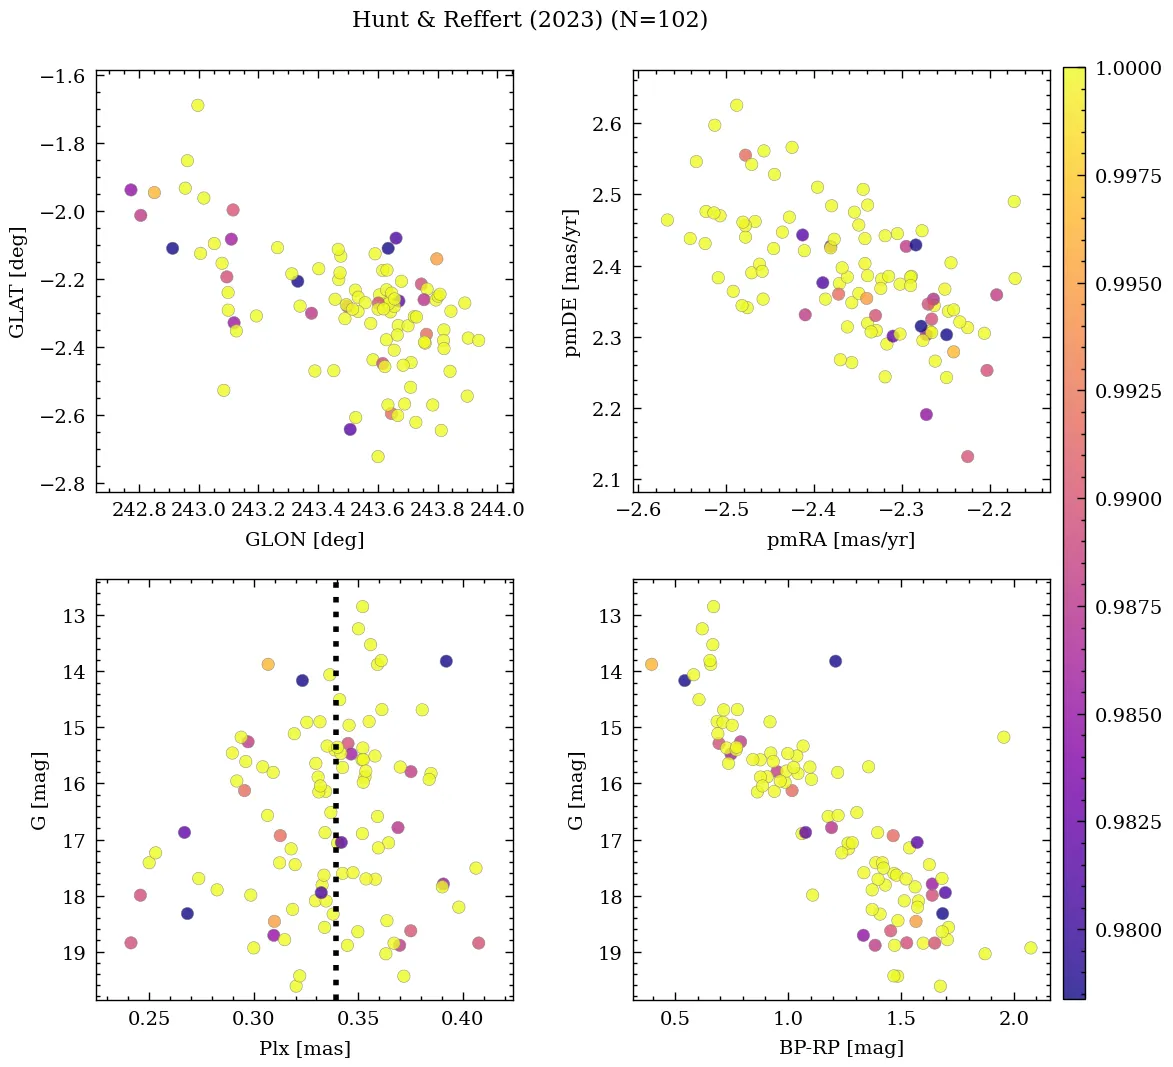 Hunt & Reffert (2023) (N=102)
−1.6
−1.8
−2.0
−2.2
−2.4
−2.6
−2.8
GLAT [deg]
242.8 243.0 243.2 243.4 243.6 243.8 244.0
GLON [deg]
2.6
2.5
2.4
2.3
2.2
2.1
pmDE [mas/yr]
−2.6 −2.5 −2.4 −2.3 −2.2
pmRA [mas/yr]
13
14
15
16
17
18
19
G [mag]
0.25 0.30 0.35 0.40
Plx [mas]
13
14
15
16
17
18
19
G [mag]
0.5 1.0 1.5 2.0
BP-RP [mag]
1.0000
0.9975
0.9950
0.9925
0.9900
0.9875
0.9850
0.9825
0.9800